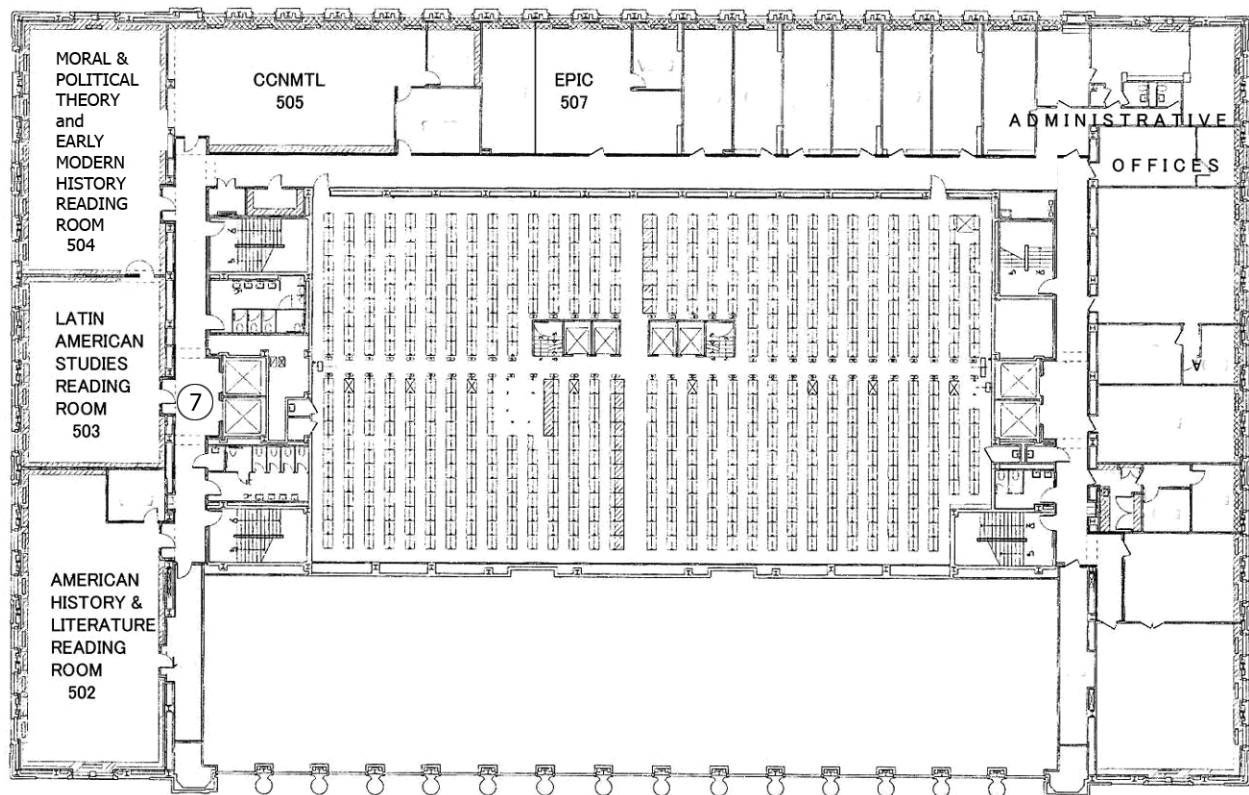 MORAL &
POLITICAL
THEORY
and
EARLY
MODERN
HISTORY
READING
ROOM
504
CCNMTL
505
EPIC
507
ADMINISTRATIVE
OFFICES
LATIN
AMERICAN
STUDIES
READING
ROOM
503
7
AMERICAN
HISTORY &
LITERATURE
READING
ROOM
502